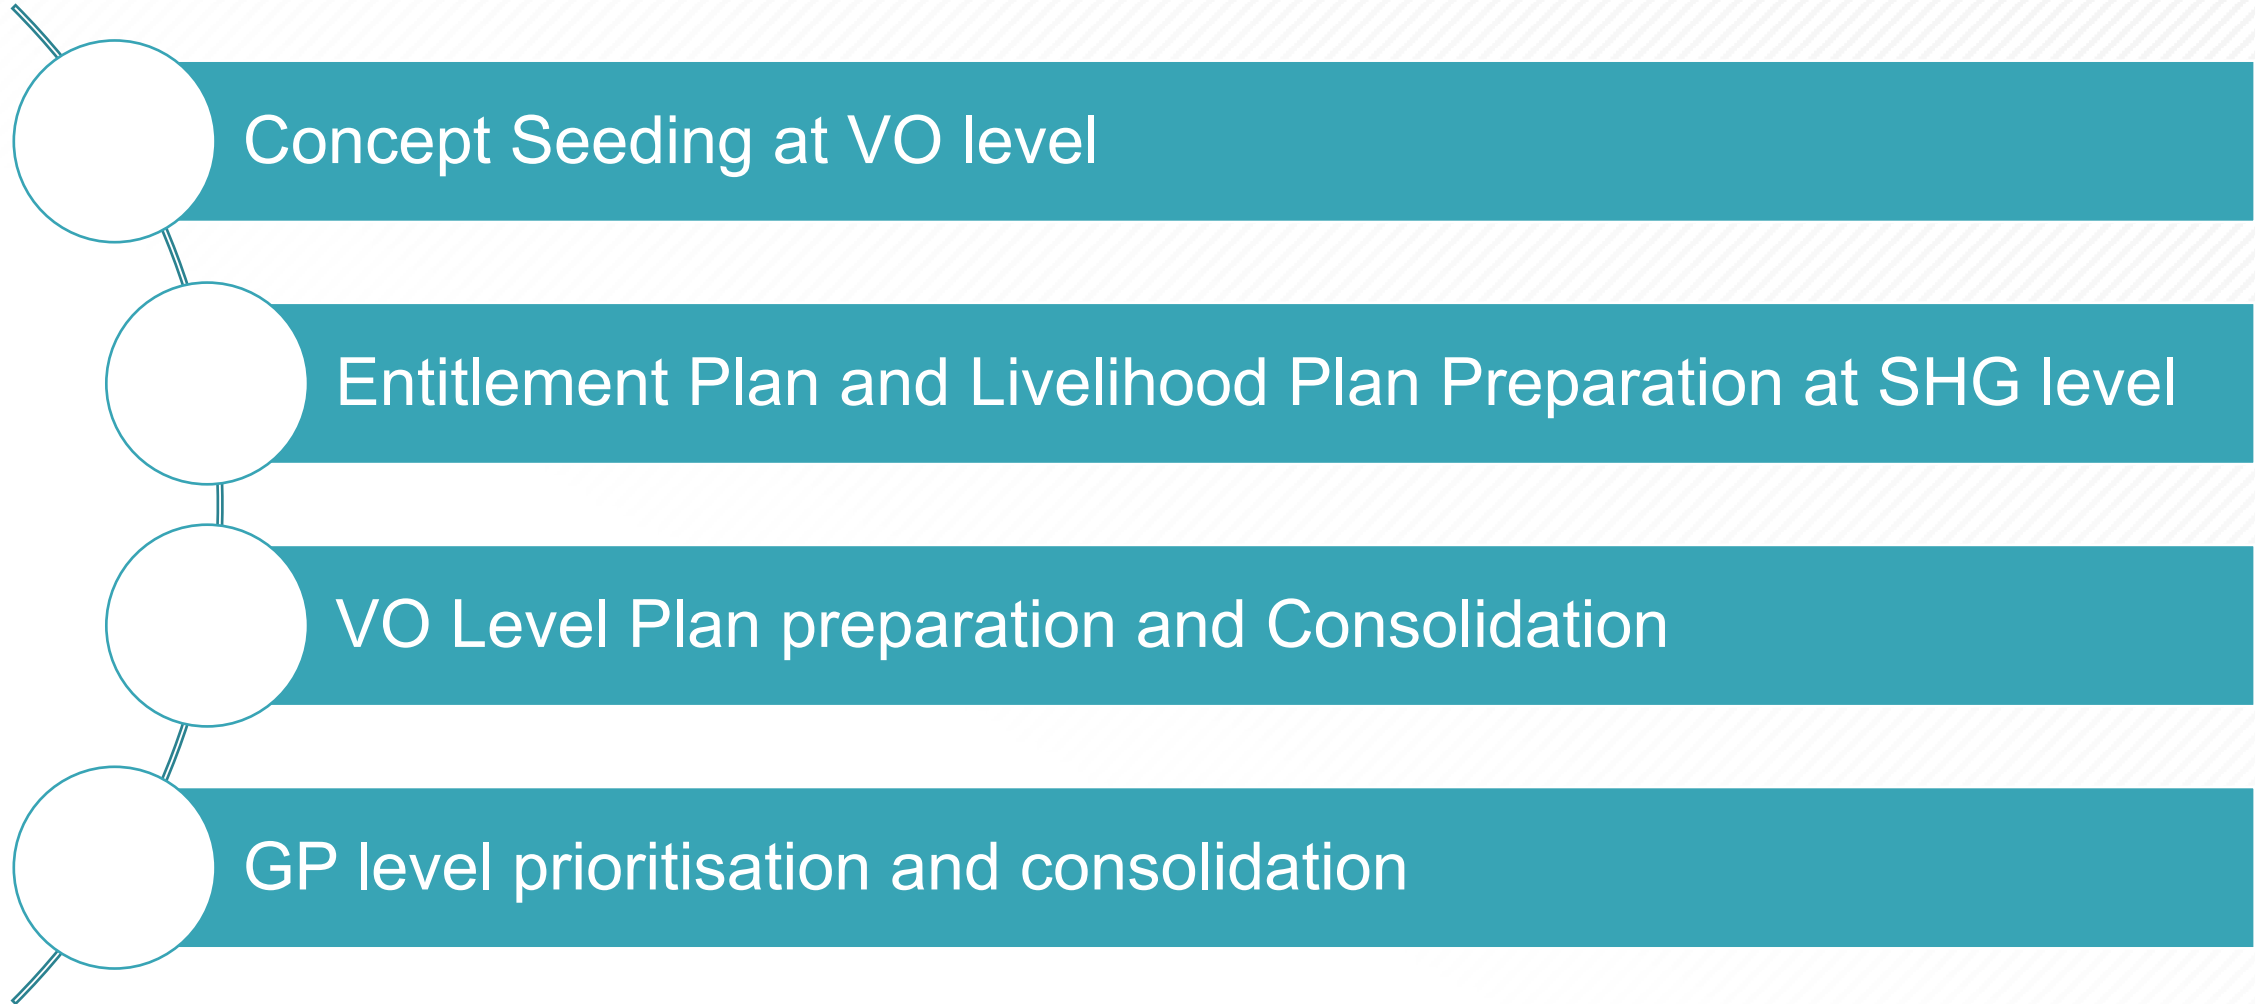 Concept Seeding at VO level
Entitlement Plan and Livelihood Plan Preparation at SHG level
VO Level Plan preparation and Consolidation
GP level prioritisation and consolidation